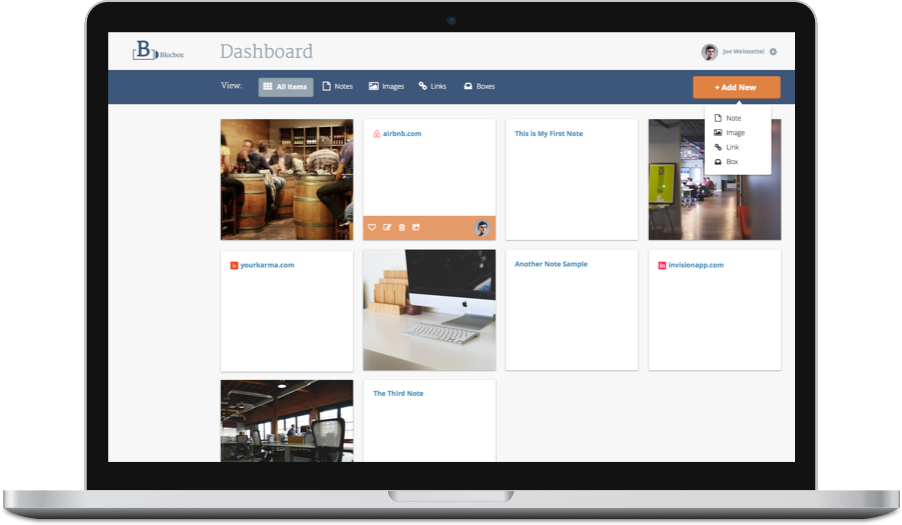 B Blocbox
Dashboard
Joe Weinzettel
View:
All Items
Notes
Images
Links
Boxes
+ Add New
Note
Image
Link
Box
airbnb.com
This is My First Note
yourkarma.com
Another Note Sample
invisionapp.com
The Third Note